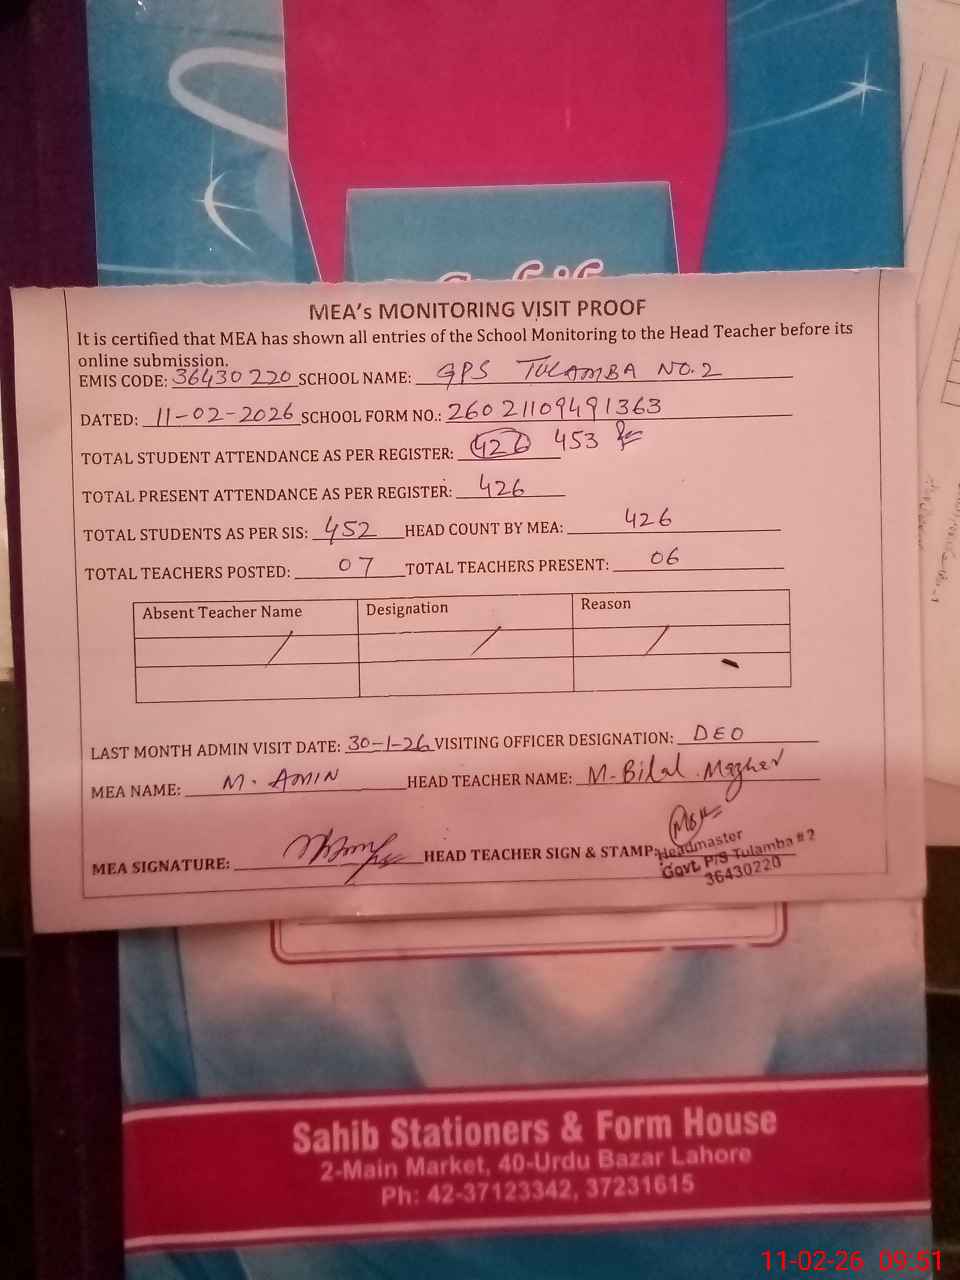 MEA's MONITORING VISIT PROOF
It is certified that MEA has shown all entries of the School Monitoring to the Head Teacher before its
online submission.
EMIS CODE: 36430220 SCHOOL NAME: GPS TULAMBA NO.2
DATED: 11-02-2026 SCHOOL FORM NO.: 26021109491363
TOTAL STUDENT ATTENDANCE AS PER REGISTER: 426 453
TOTAL PRESENT ATTENDANCE AS PER REGISTER: 426
TOTAL STUDENTS AS PER SIS: 452 HEAD COUNT BY MEA: 426
TOTAL TEACHERS POSTED: 07 TOTAL TEACHERS PRESENT: 06
Absent Teacher Name Designation Reason
LAST MONTH ADMIN VISIT DATE: 30-1-26 VISITING OFFICER DESIGNATION: DEO
MEA NAME: M. AMIN HEAD TEACHER NAME: M-Bilal Mazher
MEA SIGNATURE: HEAD TEACHER SIGN & STAMP:
Headmaster
Govt. P/S Tulamba # 2
36430220
Sahib Stationers & Form House
2-Main Market, 40-Urdu Bazar Lahore
Ph: 42-37123342, 37231615
11-02-26 09:51